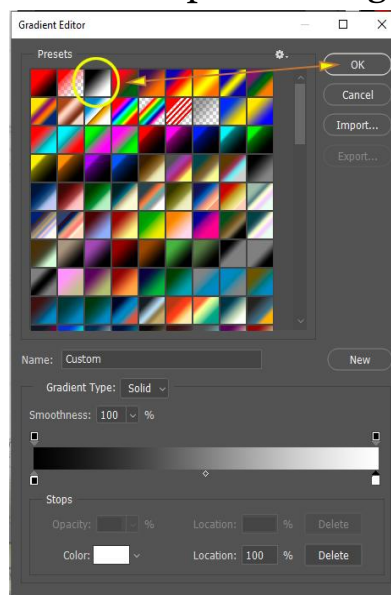 Gradient Editor
Presets
OK
Cancel
Import...
Export...
Name: Custom
New
Gradient Type: Solid
Smoothness: 100 %
Stops
Opacity: %
Location: %
Delete
Color:
Location: 100 %
Delete